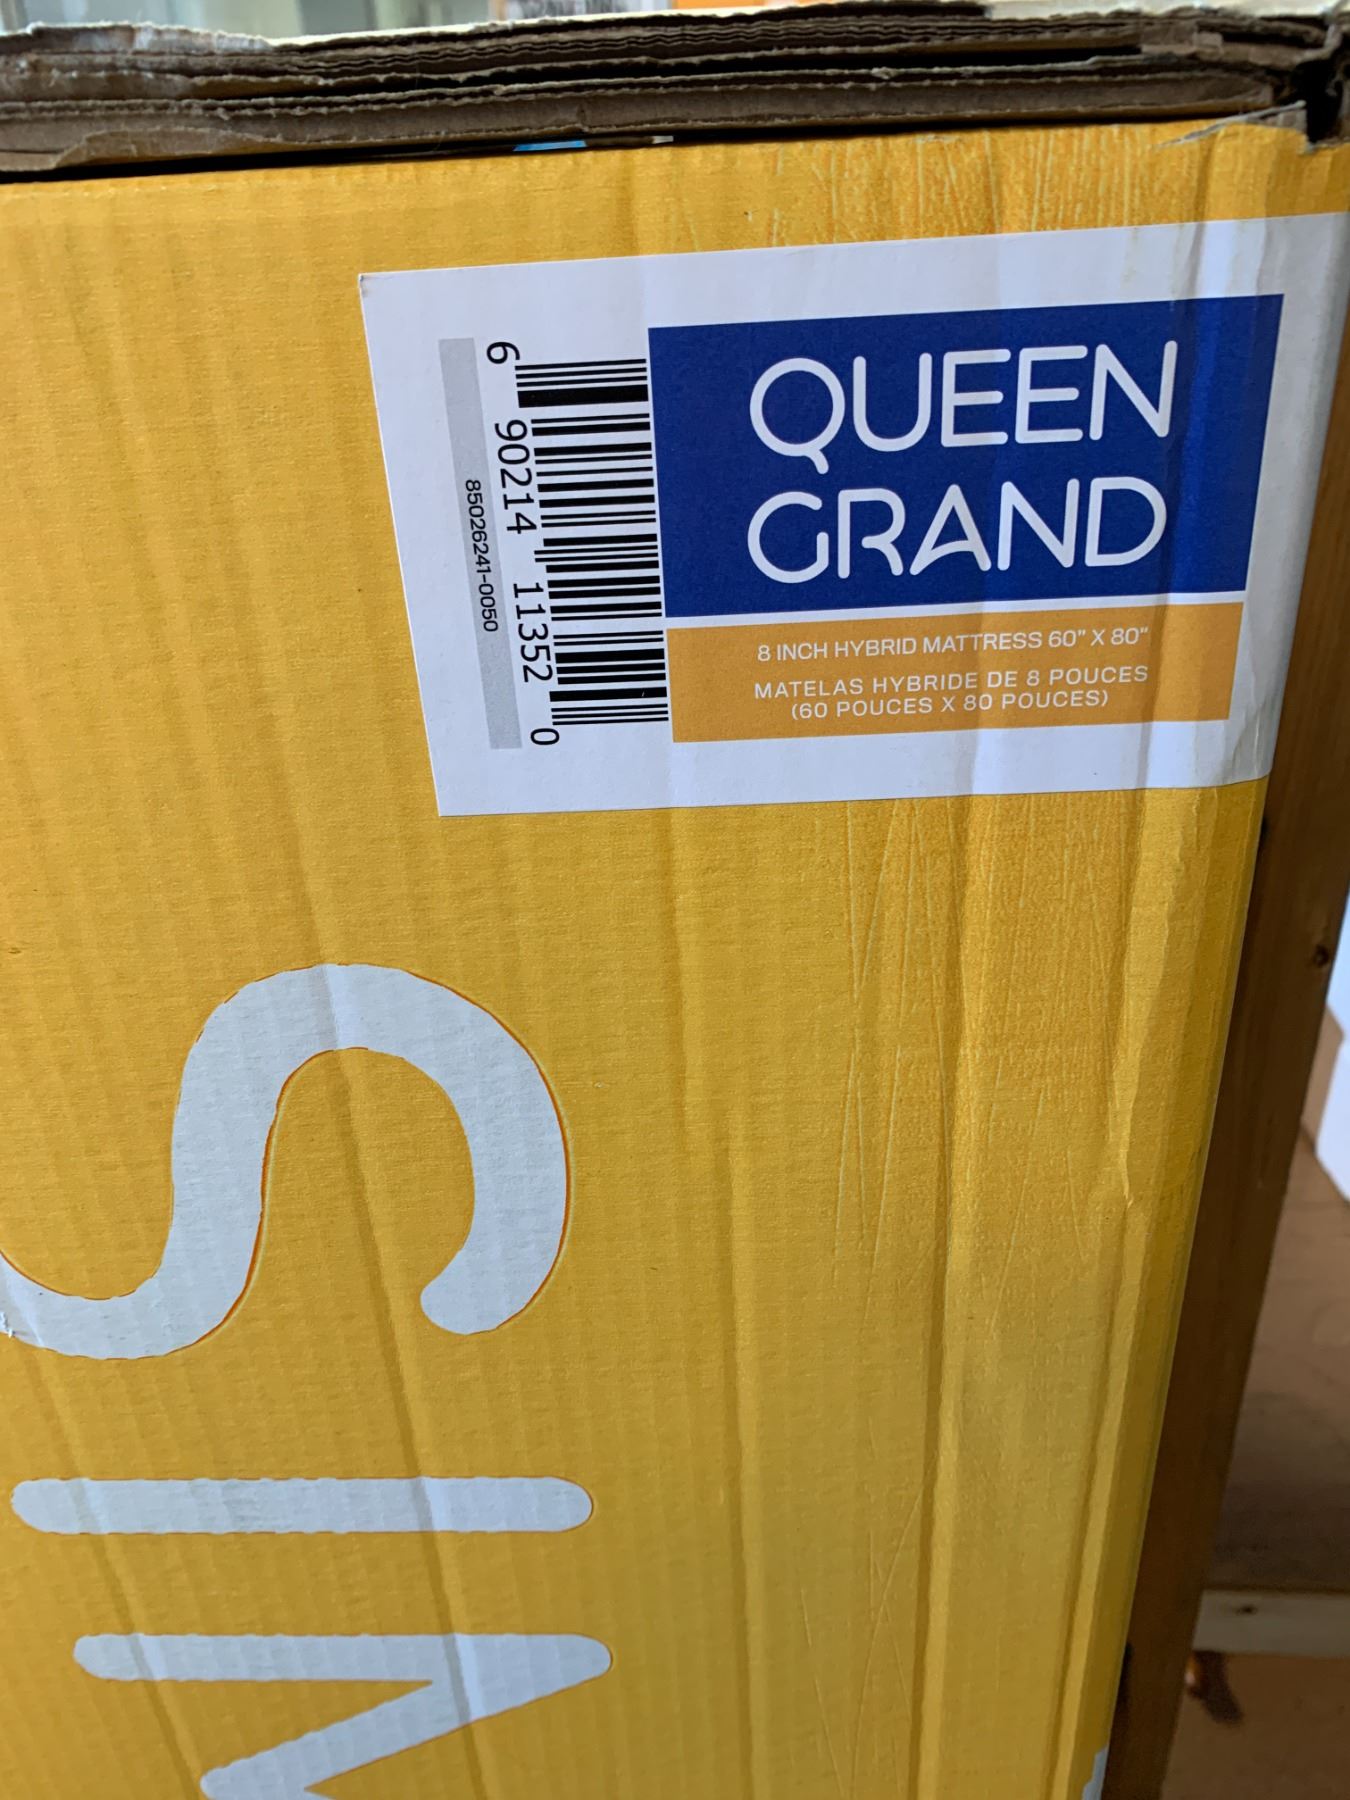 QUEEN
GRAND
8 INCH HYBRID MATTRESS 60" X 80"
MATELAS HYBRIDE DE 8 POUCES
(60 POUCES X 80 POUCES)
6 90214 11352 0
85026241-0050
SIM